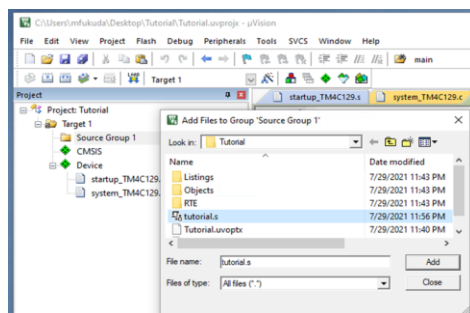 C:\Users\mfukuda\Desktop\Tutorial\Tutorial.uvprojx - µVision
File Edit View Project Flash Debug Peripherals Tools SVCS Window Help
main
Target 1
Project
startup_TM4C129.s system_TM4C129.c
Project: Tutorial
Target 1
Source Group 1
CMSIS
Device
startup_TM4C129.
system_TM4C129.
Add Files to Group 'Source Group 1'
Look in: Tutorial
Name Date modified
Listings 7/29/2021 11:43 PM
Objects 7/29/2021 11:43 PM
RTE 7/29/2021 11:43 PM
tutorial.s 7/29/2021 11:56 PM
Tutorial.uvoptx 7/29/2021 11:40 PM
File name: tutorial.s Add
Files of type: All files (*.*) Close